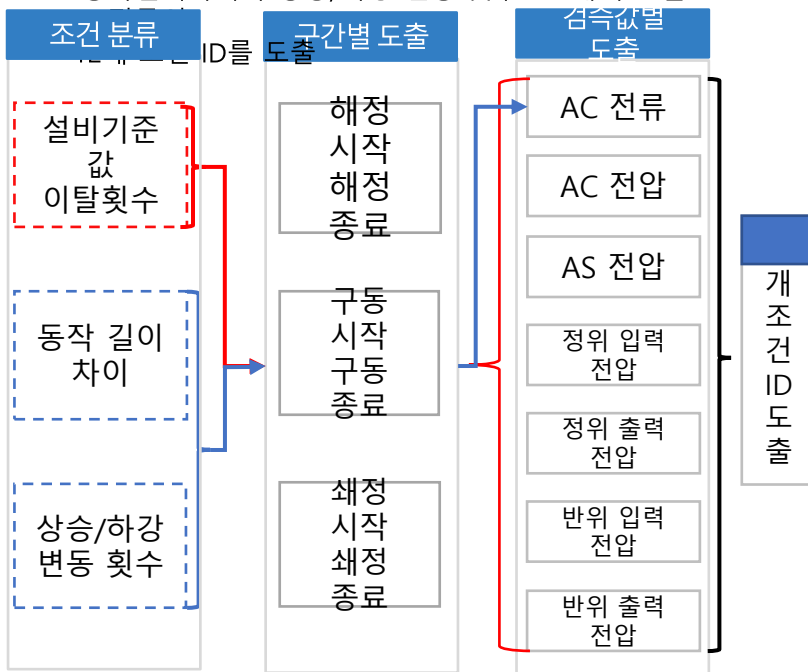 조건 분류
ID를 도출
설비기준
값
이탈횟수
동작 길이
차이
상승/하강
변동 횟수
구간별 도출
해정
시작
해정
종료
구동
시작
구동
종료
쇄정
시작
쇄정
종료
검측값별
도출
AC 전류
AC 전압
AS 전압
정위 입력
전압
정위 출력
전압
반위 입력
전압
반위 출력
전압
개
조
건
ID
도
출